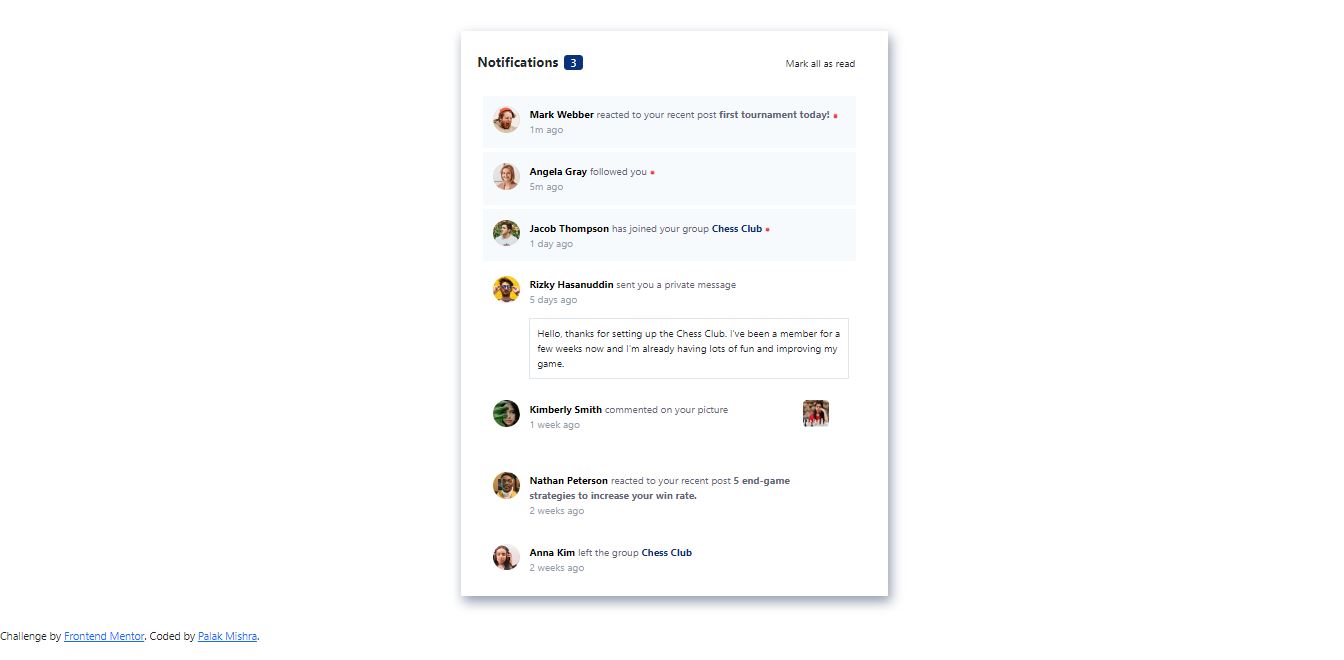 Notifications 3
Mark all as read
Mark Webber reacted to your recent post first tournament today!
1m ago
Angela Gray followed you
5m ago
Jacob Thompson has joined your group Chess Club
1 day ago
Rizky Hasanuddin sent you a private message
5 days ago
Hello, thanks for setting up the Chess Club. I've been a member for a
few weeks now and I'm already having lots of fun and improving my
game.
Kimberly Smith commented on your picture
1 week ago
Nathan Peterson reacted to your recent post 5 end-game
strategies to increase your win rate.
2 weeks ago
Anna Kim left the group Chess Club
2 weeks ago
Challenge by Frontend Mentor. Coded by Palak Mishra.